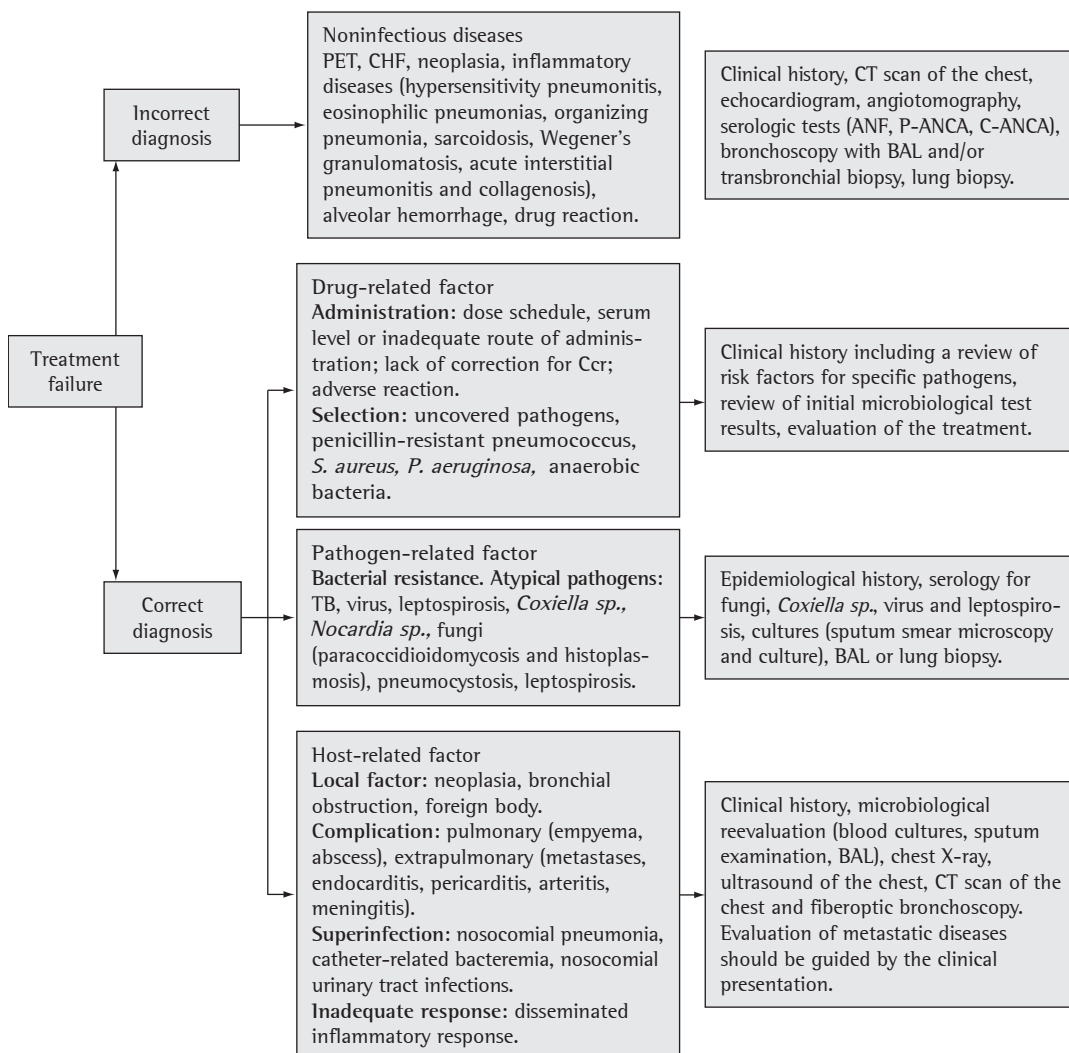 Noninfectious diseases
PET, CHF, neoplasia, inflammatory
diseases (hypersensitivity pneumonitis,
eosinophilic pneumonias, organizing
pneumonia, sarcoidosis, Wegener's
granulomatosis, acute interstitial
pneumonitis and collagenosis),
alveolar hemorrhage, drug reaction.
Incorrect
diagnosis
Clinical history, CT scan of the chest,
echocardiogram, angiotomography,
serologic tests (ANF, P-ANCA, C-ANCA),
bronchoscopy with BAL and/or
transbronchial biopsy, lung biopsy.
Treatment
failure
Drug-related factor
Administration: dose schedule, serum
level or inadequate route of adminis-
tration; lack of correction for Ccr;
adverse reaction.
Selection: uncovered pathogens,
penicillin-resistant pneumococcus,
S. aureus, P. aeruginosa, anaerobic
bacteria.
Clinical history including a review of
risk factors for specific pathogens,
review of initial microbiological test
results, evaluation of the treatment.
Correct
diagnosis
Pathogen-related factor
Bacterial resistance. Atypical pathogens:
TB, virus, leptospirosis, Coxiella sp.,
Nocardia sp., fungi
(paracoccidioidomycosis and histoplas-
mosis), pneumocystosis, leptospirosis.
Epidemiological history, serology for
fungi, Coxiella sp., virus and leptospiro-
sis, cultures (sputum smear microscopy
and culture), BAL or lung biopsy.
Host-related factor
Local factor: neoplasia, bronchial
obstruction, foreign body.
Complication: pulmonary (empyema,
abscess), extrapulmonary (metastases,
endocarditis, pericarditis, arteritis,
meningitis).
Superinfection: nosocomial pneumonia,
catheter-related bacteremia, nosocomial
urinary tract infections.
Inadequate response: disseminated
inflammatory response.
Clinical history, microbiological
reevaluation (blood cultures, sputum
examination, BAL), chest X-ray,
ultrasound of the chest, CT scan of the
chest and fiberoptic bronchoscopy.
Evaluation of metastatic diseases
should be guided by the clinical
presentation.